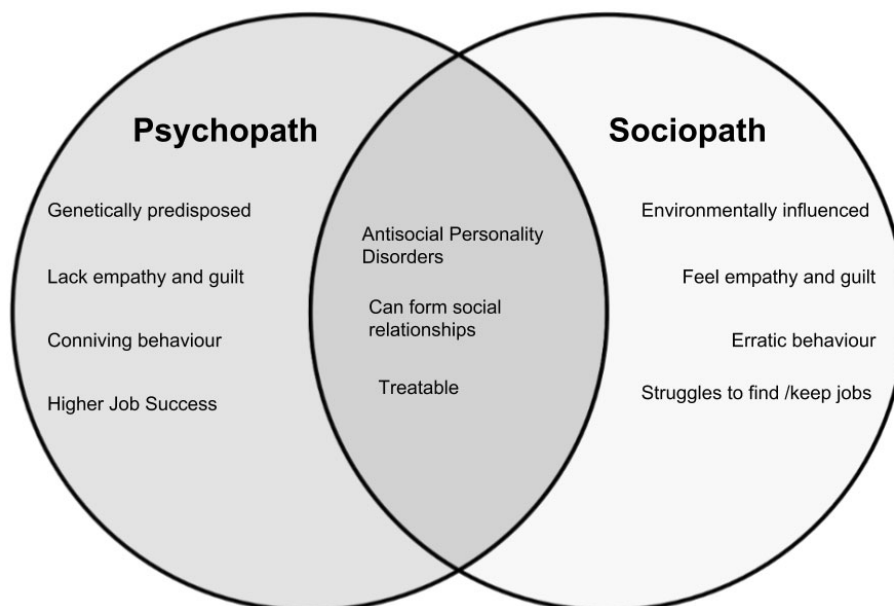 Psychopath
Genetically predisposed
Lack empathy and guilt
Conniving behaviour
Higher Job Success
Antisocial Personality
Disorders
Can form social
relationships
Treatable
Sociopath
Environmentally influenced
Feel empathy and guilt
Erratic behaviour
Struggles to find /keep jobs